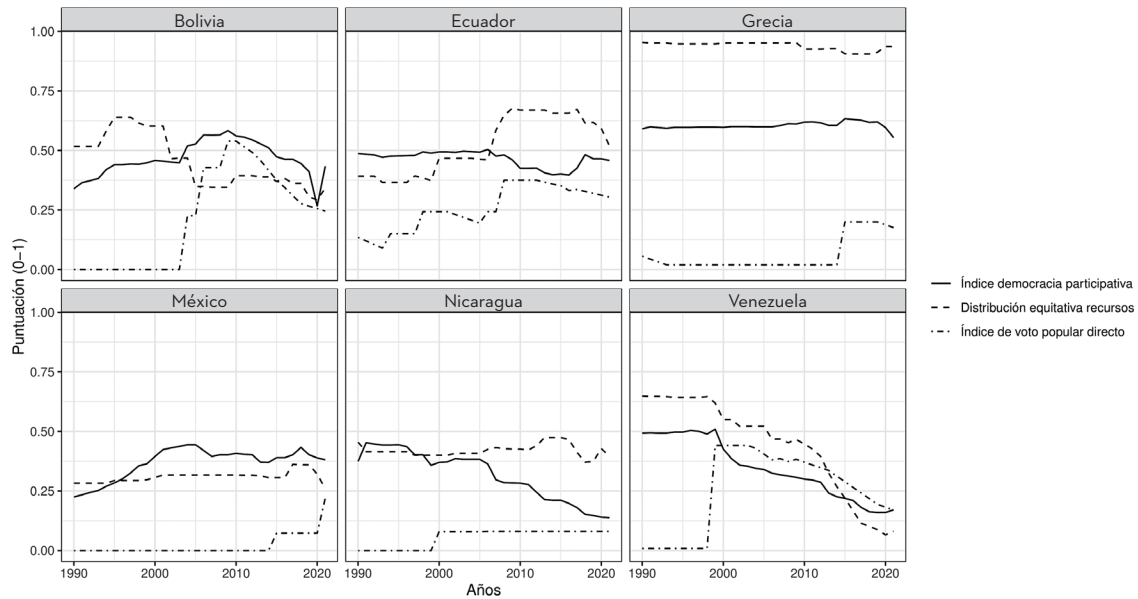 Bolivia
Ecuador
Grecia
1.00
0.75
0.50
0.25
0.00
México
Nicaragua
Venezuela
1.00
0.75
0.50
0.25
0.00
1990 2000 2010 2020
1990 2000 2010 2020
1990 2000 2010 2020
Años
Puntuación (0–1)
Índice democracia participativa
Distribución equitativa recursos
Índice de voto popular directo